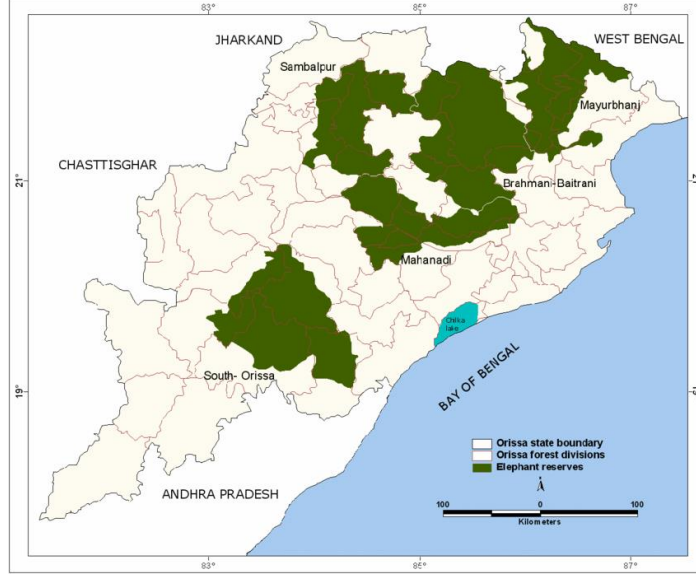 83°
85°
87°
JHARKAND
WEST BENGAL
Sambalpur
Mayurbhanj
CHASTTISGHAR
21°
Brahmani-Baitrani
Mahanadi
Chilka
lake
South- Orissa
19°
BAY OF BENGAL
Orissa state boundary
Orissa forest divisions
Elephant reserves
ANDHRA PRADESH
100
0
100
Kilometers
83°
85°
87°